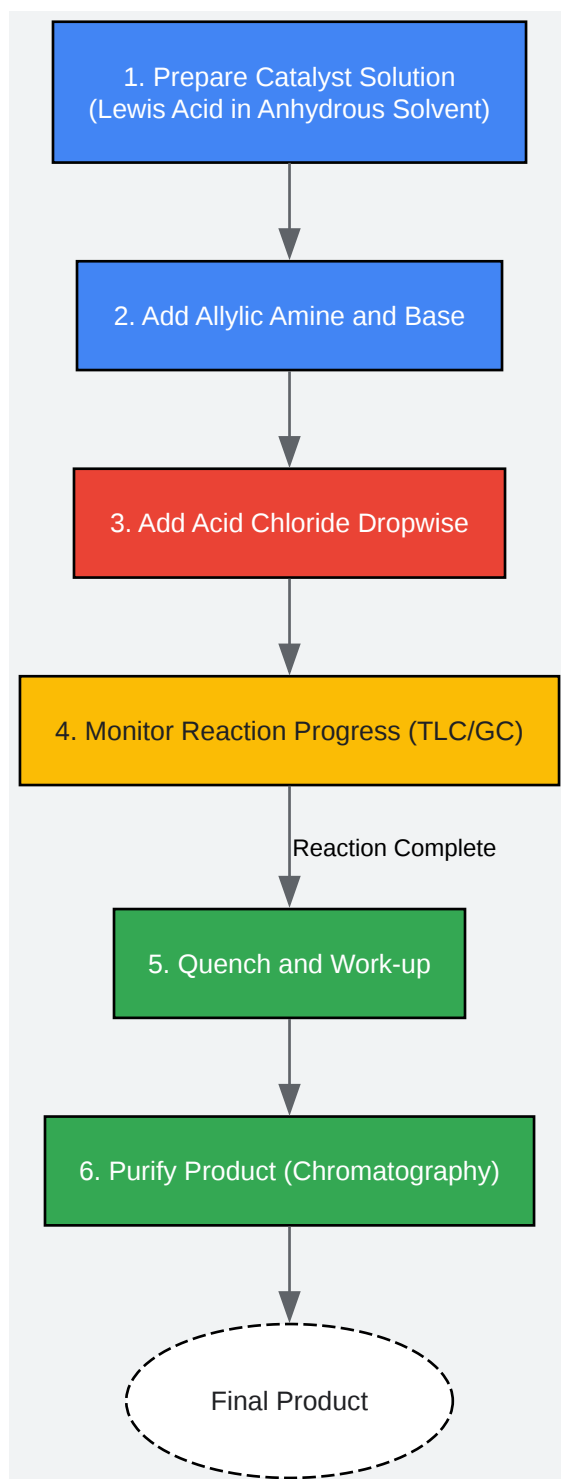 1. Prepare Catalyst Solution
(Lewis Acid in Anhydrous Solvent)
2. Add Allylic Amine and Base
3. Add Acid Chloride Dropwise
4. Monitor Reaction Progress (TLC/GC)
Reaction Complete
5. Quench and Work-up
6. Purify Product (Chromatography)
Final Product